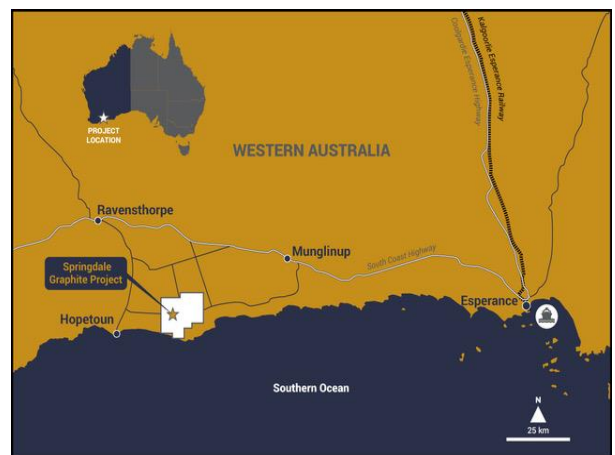 PROJECT
LOCATION
WESTERN AUSTRALIA
Coolgardie Esperance Highway
Kalgoorlie Esperance Railway
Ravensthorpe
Munglinup
South Coast Highway
Springdale
Graphite Project
Esperance
Hopetoun
Southern Ocean
N
25 km